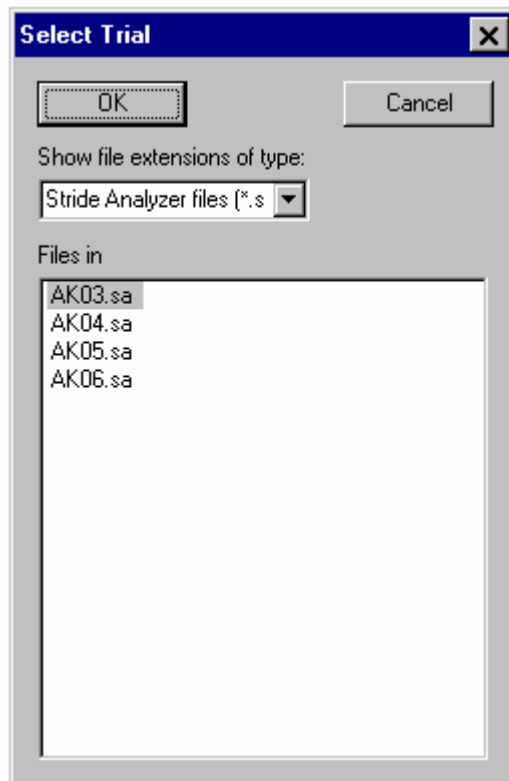 Select Trial
OK Cancel
Show file extensions of type:
Stride Analyzer files (*.s
Files in
AK03.sa
AK04.sa
AK05.sa
AK06.sa